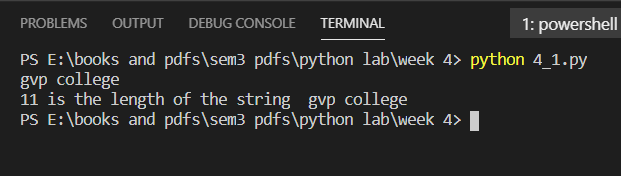 PROBLEMS OUTPUT DEBUG CONSOLE TERMINAL 1: powershell
PS E:\books and pdfs\sem3 pdfs\python lab\week 4> python 4_1.py
gvp college
11 is the length of the string  gvp college
PS E:\books and pdfs\sem3 pdfs\python lab\week 4>